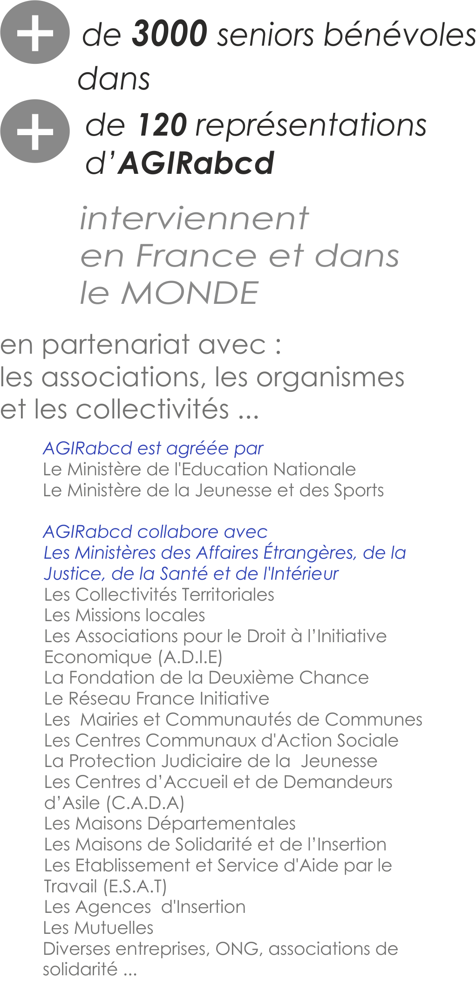 + de 3000 seniors bénévoles
dans
+ de 120 représentations
d’AGIRabcd
interviennent
en France et dans
le MONDE
en partenariat avec :
les associations, les organismes
et les collectivités ...
AGIRabcd est agréée par
Le Ministère de l'Education Nationale
Le Ministère de la Jeunesse et des Sports
AGIRabcd collabore avec
Les Ministères des Affaires Étrangères, de la
Justice, de la Santé et de l'Intérieur
Les Collectivités Territoriales
Les Missions locales
Les Associations pour le Droit à l’Initiative
Economique (A.D.I.E)
La Fondation de la Deuxième Chance
Le Réseau France Initiative
Les  Mairies et Communautés de Communes
Les Centres Communaux d'Action Sociale
La Protection Judiciaire de la  Jeunesse
Les Centres d’Accueil et de Demandeurs
d’Asile (C.A.D.A)
Les Maisons Départementales
Les Maisons de Solidarité et de l’Insertion
Les Etablissement et Service d'Aide par le
Travail (E.S.A.T)
Les Agences  d'Insertion
Les Mutuelles
Diverses entreprises, ONG, associations de
solidarité ...